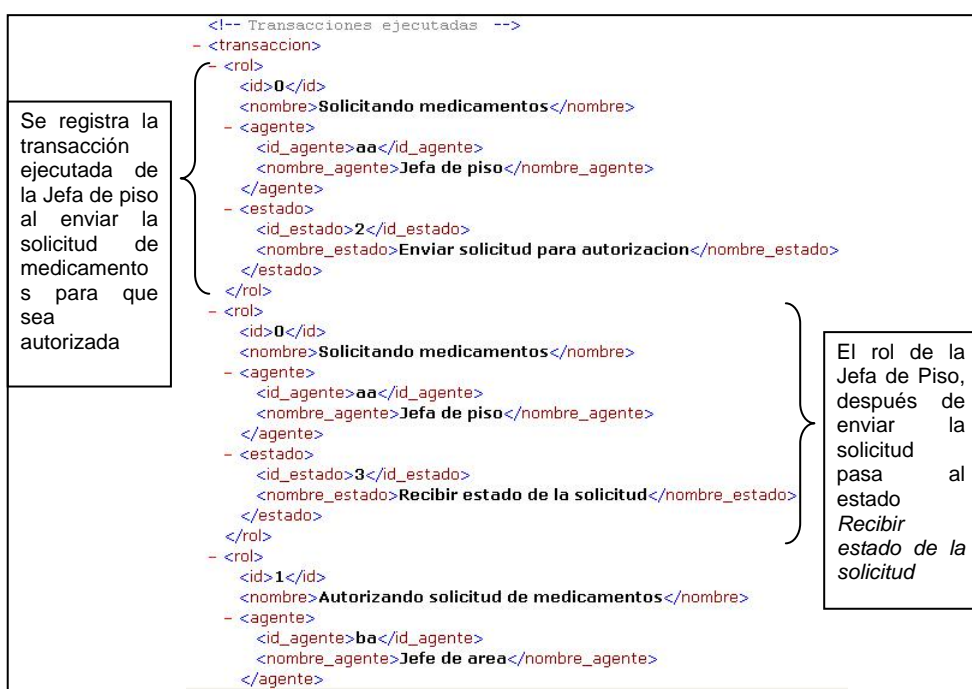 <!-- Transacciones ejecutadas -->
- <transaccion>
- <rol>
<id>0</id>
<nombre>Solicitando medicamentos</nombre>
- <agente>
<id_agente>aa</id_agente>
<nombre_agente>Jefa de piso</nombre_agente>
</agente>
- <estado>
<id_estado>2</id_estado>
<nombre_estado>Enviar solicitud para autorizacion</nombre_estado>
</estado>
</rol>
- <rol>
<id>0</id>
<nombre>Solicitando medicamentos</nombre>
- <agente>
<id_agente>aa</id_agente>
<nombre_agente>Jefa de piso</nombre_agente>
</agente>
- <estado>
<id_estado>3</id_estado>
<nombre_estado>Recibir estado de la solicitud</nombre_estado>
</estado>
</rol>
- <rol>
<id>1</id>
<nombre>Autorizando solicitud de medicamentos</nombre>
- <agente>
<id_agente>ba</id_agente>
<nombre_agente>Jefe de area</nombre_agente>
</agente>
Se registra la
transacción
ejecutada de
la Jefa de piso
al enviar la
solicitud de
medicamento
s para que
sea
autorizada
El rol de la
Jefa de Piso,
después de
enviar la
solicitud
pasa al
estado
Recibir
estado de la
solicitud